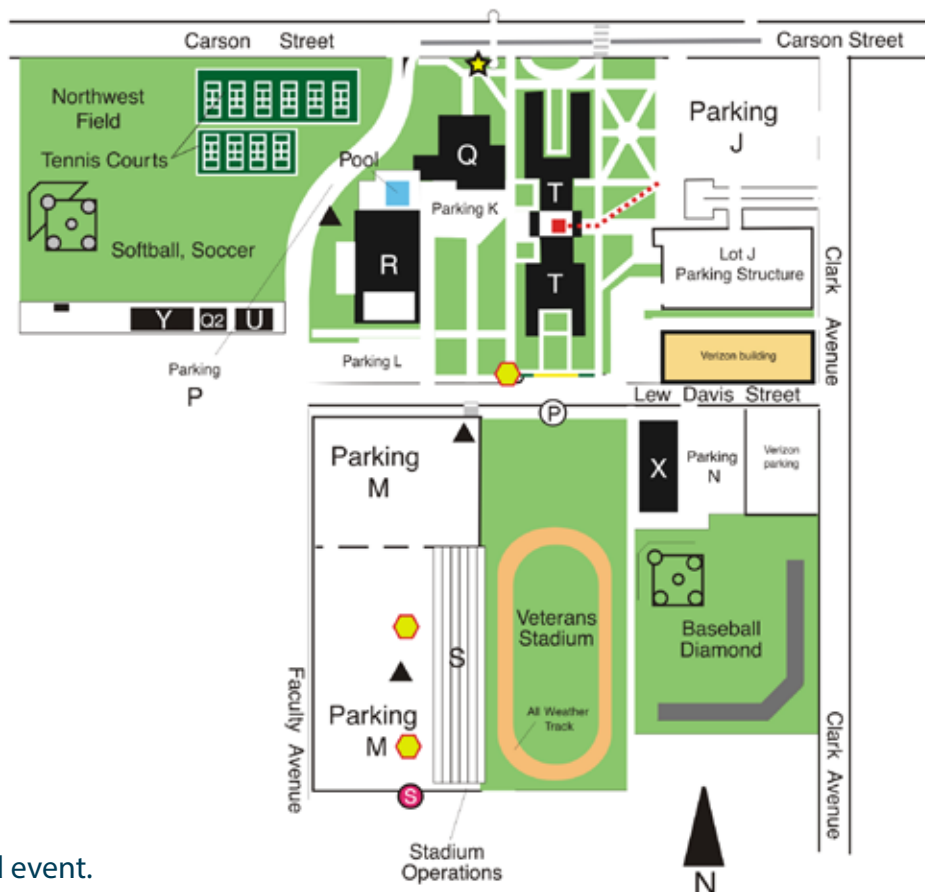 Carson Street
Carson Street
Northwest
Field
Tennis Courts
Pool
Q
Parking
J
T
Parking K
Softball, Soccer
R
T
Lot J
Parking Structure
Clark Avenue
Y
Q2
U
Parking
P
Parking L
Verizon building
Lew Davis Street
P
Parking
M
X
Parking
N
Verizon
parking
Veterans
Stadium
S
Baseball
Diamond
Faculty Avenue
Parking
M
All Weather
Track
Clark Avenue
S
Stadium
Operations
N
l event.